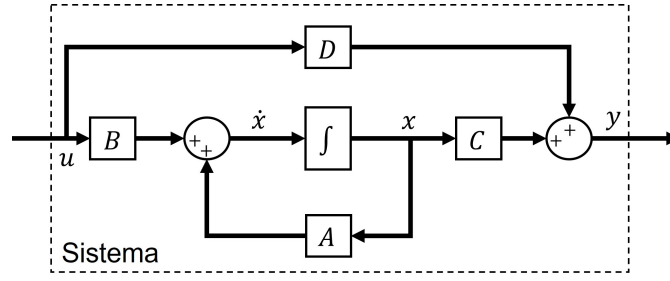 D
u
B
+
+
ẋ
∫
x
C
+
+
y
A
Sistema